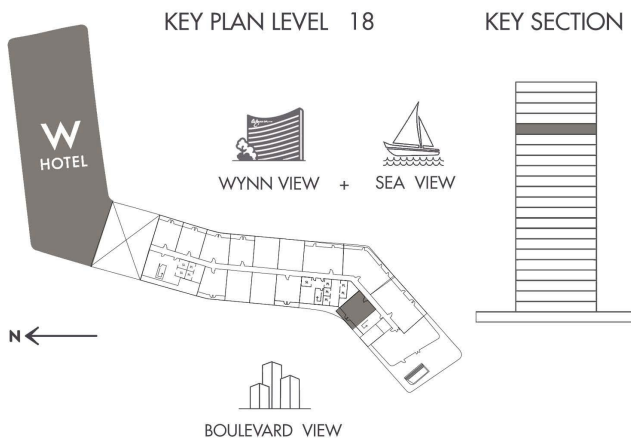 KEY PLAN LEVEL 18
KEY SECTION
W
HOTEL
WYNN VIEW + SEA VIEW
N
BOULEVARD VIEW